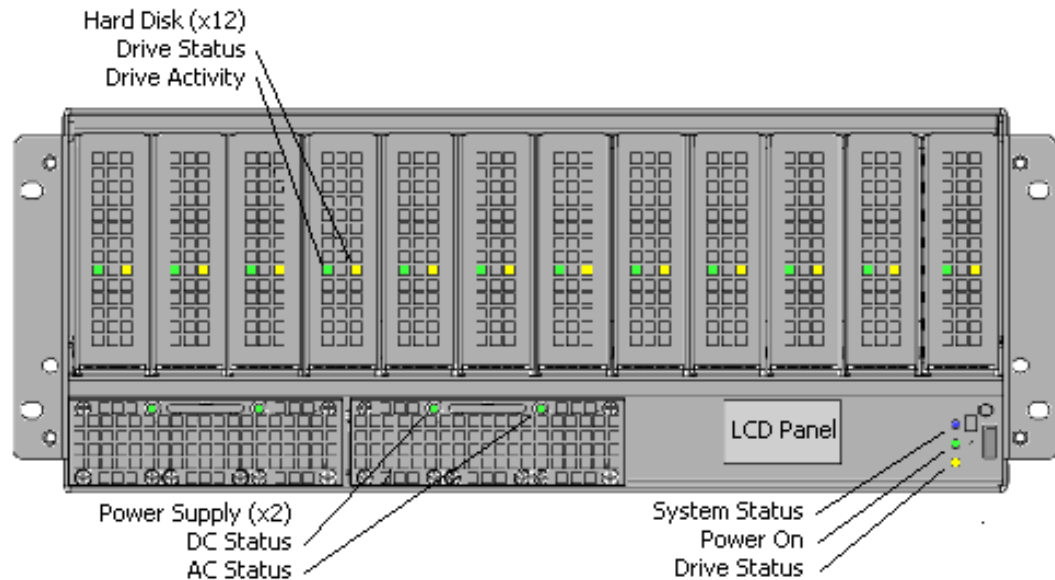 Hard Disk (x12)
Drive Status
Drive Activity
LCD Panel
Power Supply (x2)
DC Status
AC Status
System Status
Power On
Drive Status